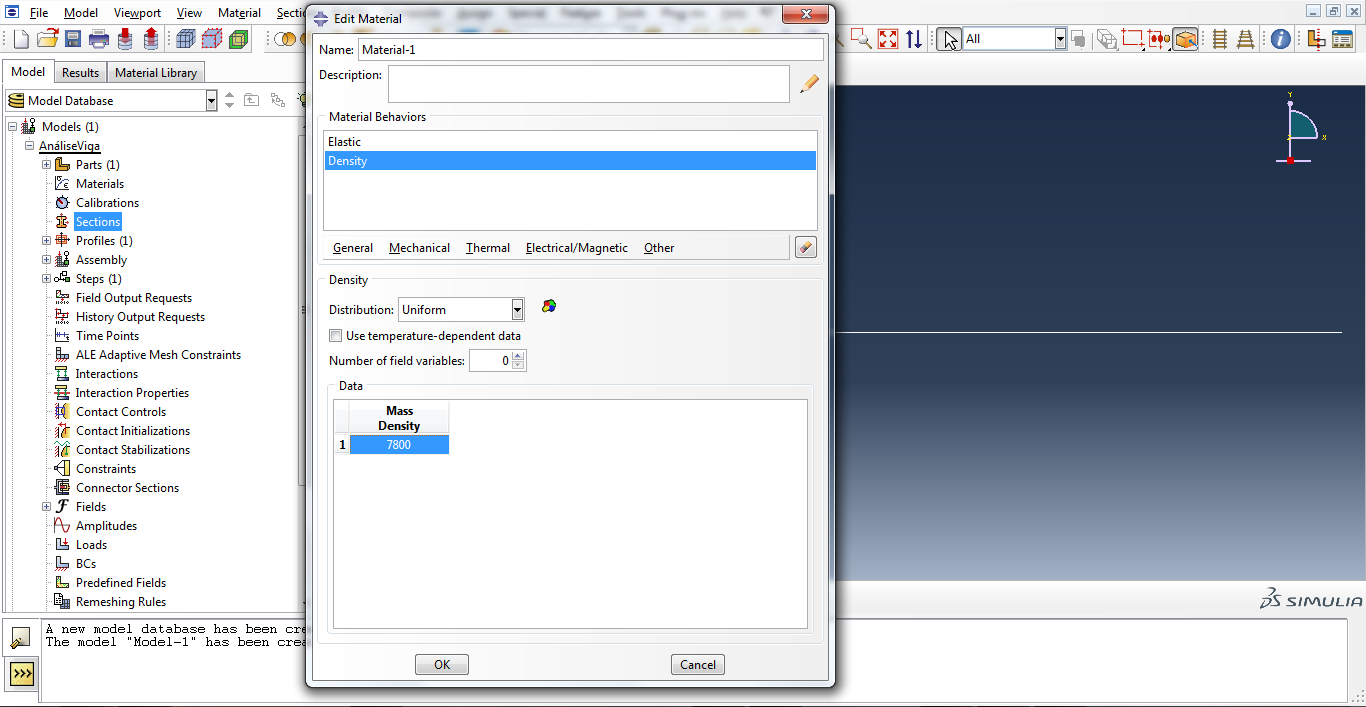 File Model Viewport View Material Secti
Edit Material
All
Model Results Material Library
Model Database
Models (1)
AnáliseViga
Parts (1)
Materials
Calibrations
Sections
Profiles (1)
Assembly
Steps (1)
Field Output Requests
History Output Requests
Time Points
ALE Adaptive Mesh Constraints
Interactions
Interaction Properties
Contact Controls
Contact Initializations
Contact Stabilizations
Constraints
Connector Sections
Fields
Amplitudes
Loads
BCs
Predefined Fields
Remeshing Rules
Name: Material-1
Description:
Material Behaviors
Elastic
Density
General Mechanical Thermal Electrical/Magnetic Other
Density
Distribution: Uniform
Use temperature-dependent data
Number of field variables: 0
Data
Mass
Density
1 7800
OK Cancel
Y
X
SIMULIA
A new model database has been cre
The model "Model-1" has been crea
>>>